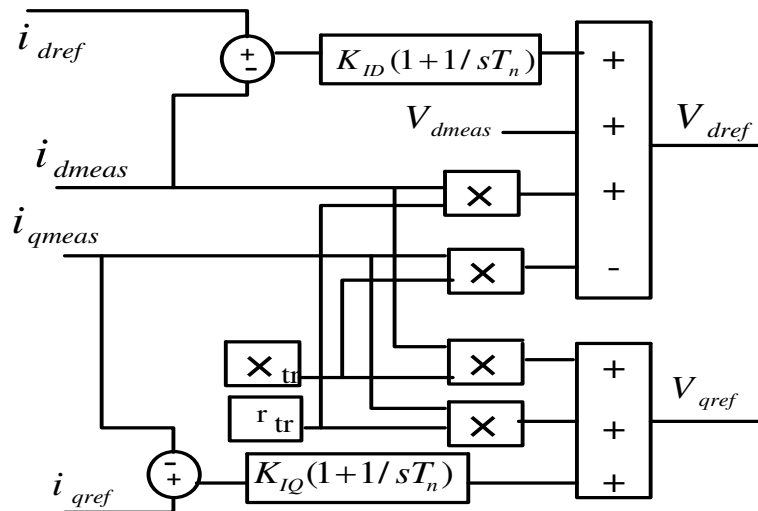 i dref
+
−
K ID (1+1/sT n)
+
V dmeas
+
V dref
i dmeas
×
+
i qmeas
×
-
× tr
×
+
r tr
×
+
V qref
−
+
K IQ (1+1/sT n)
+
i qref